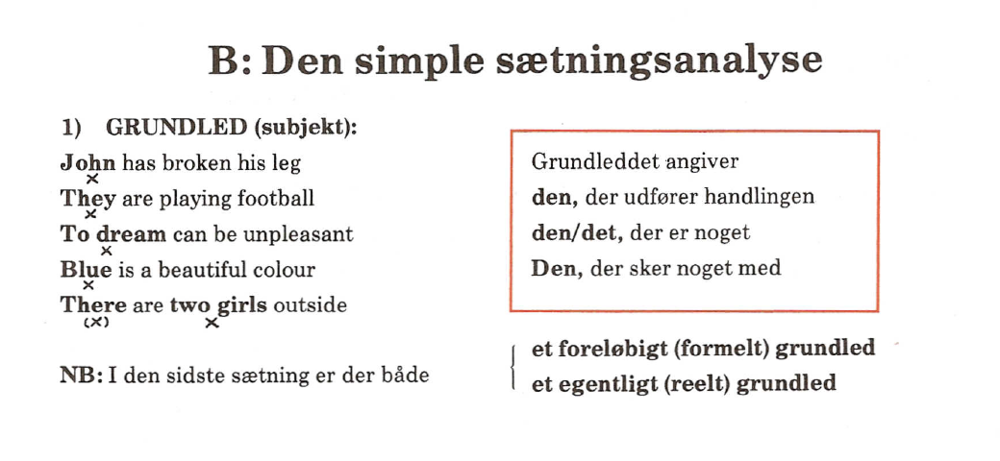 B: Den simple sætningsanalyse
1) GRUNDLED (subjekt):
John has broken his leg
x
They are playing football
x
To dream can be unpleasant
x
Blue is a beautiful colour
x
There are two girls outside
(x) x
NB: I den sidste sætning er der både
Grundleddet angiver
den, der udfører handlingen
den/det, der er noget
Den, der sker noget med
et foreløbigt (formelt) grundled
et egentligt (reelt) grundled